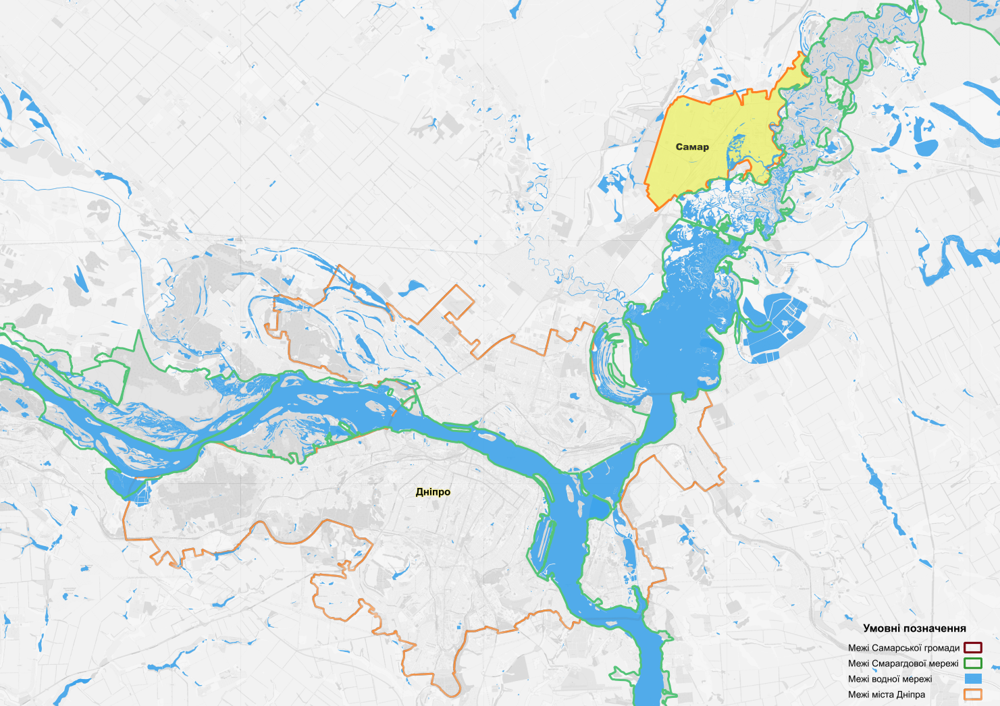 Самар
Дніпро
Умовні позначення
Межі Самарської громади
Межі Смарагдової мережі
Межі водної мережі
Межі міста Дніпра